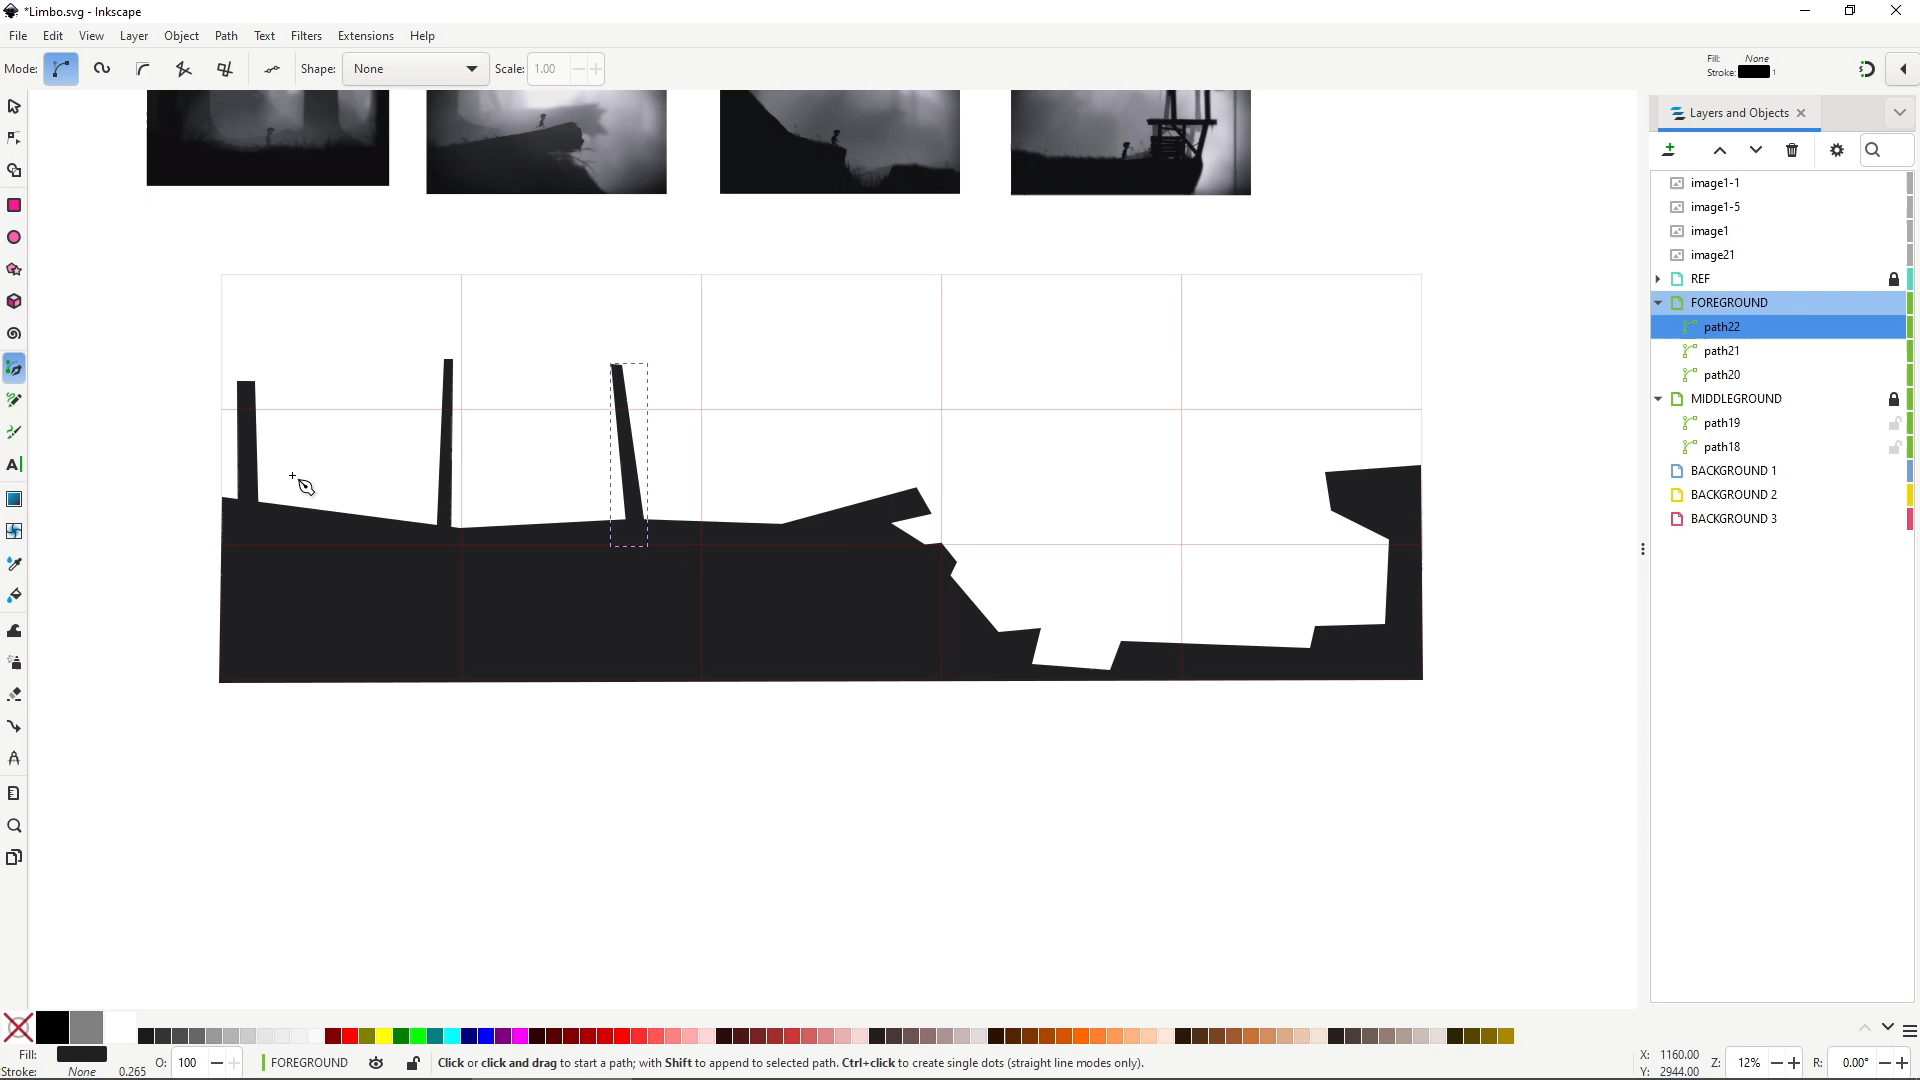 *Limbo.svg - Inkscape
File Edit View Layer Object Path Text Filters Extensions Help
Mode: Shape: None Scale: 1.00 Fill: None
Stroke: 1
Layers and Objects
image1-1
image1-5
image1
image21
REF
FOREGROUND
path22
path21
path20
MIDDLEGROUND
path19
path18
BACKGROUND 1
BACKGROUND 2
BACKGROUND 3
Fill: O: 100 FOREGROUND Click or click and drag to start a path; with Shift to append to selected path. Ctrl+click to create single dots (straight line modes only). X: 1160.00 Z: 12% R: 0.00°
Stroke: None 0.265 Y: 2944.00